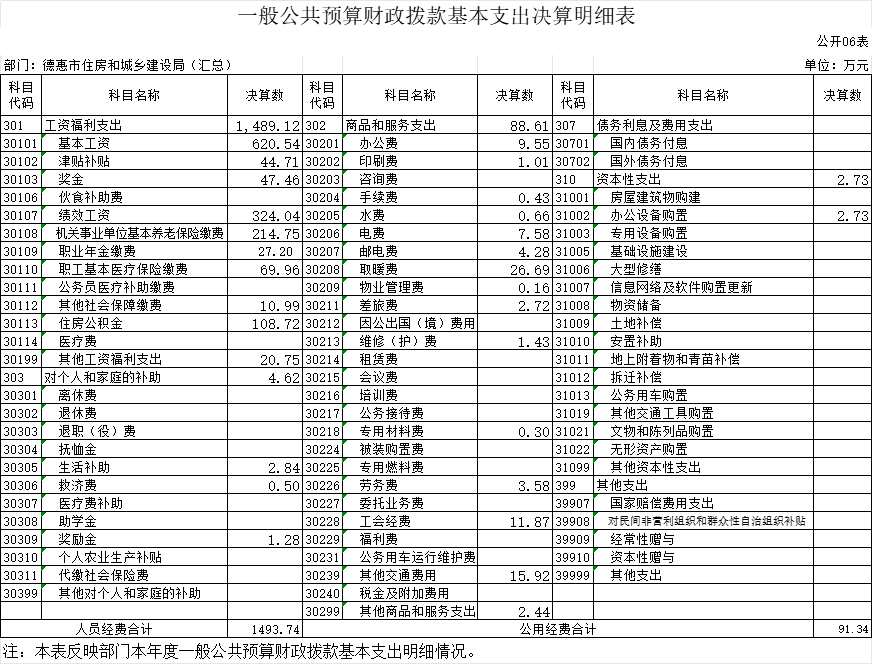 一般公共预算财政拨款基本支出决算明细表
公开06表
部门：德惠市住房和城乡建设局（汇总） 单位：万元
科目代码 科目名称 决算数 科目代码 科目名称 决算数 科目代码 科目名称 决算数
301 工资福利支出 1,489.12 302 商品和服务支出 88.61 307 债务利息及费用支出
30101 基本工资 620.54 30201 办公费 9.55 30701 国内债务付息
30102 津贴补贴 44.71 30202 印刷费 1.01 30702 国外债务付息
30103 奖金 47.46 30203 咨询费 310 资本性支出 2.73
30106 伙食补助费 30204 手续费 0.43 31001 房屋建筑物购建
30107 绩效工资 324.04 30205 水费 0.66 31002 办公设备购置 2.73
30108 机关事业单位基本养老保险缴费 214.75 30206 电费 7.58 31003 专用设备购置
30109 职业年金缴费 27.20 30207 邮电费 4.28 31005 基础设施建设
30110 职工基本医疗保险缴费 69.96 30208 取暖费 26.69 31006 大型修缮
30111 公务员医疗补助缴费 30209 物业管理费 0.16 31007 信息网络及软件购置更新
30112 其他社会保障缴费 10.99 30211 差旅费 2.72 31008 物资储备
30113 住房公积金 108.72 30212 因公出国（境）费用 31009 土地补偿
30114 医疗费 30213 维修（护）费 1.43 31010 安置补助
30199 其他工资福利支出 20.75 30214 租赁费 31011 地上附着物和青苗补偿
303 对个人和家庭的补助 4.62 30215 会议费 31012 拆迁补偿
30301 离休费 30216 培训费 31013 公务用车购置
30302 退休费 30217 公务接待费 31019 其他交通工具购置
30303 退职（役）费 30218 专用材料费 0.30 31021 文物和陈列品购置
30304 抚恤金 30224 被装购置费 31022 无形资产购置
30305 生活补助 2.84 30225 专用燃料费 31099 其他资本性支出
30306 救济费 0.50 30226 劳务费 3.58 399 其他支出
30307 医疗费补助 30227 委托业务费 39907 国家赔偿费用支出
30308 助学金 30228 工会经费 11.87 39908 对民间非营利组织和群众性自治组织补贴
30309 奖励金 1.28 30229 福利费 39909 经常性赠与
30310 个人农业生产补贴 30231 公务用车运行维护费 39910 资本性赠与
30311 代缴社会保险费 30239 其他交通费用 15.92 39999 其他支出
30399 其他对个人和家庭的补助 30240 税金及附加费用
30299 其他商品和服务支出 2.44
人员经费合计 1493.74 公用经费合计 91.34
注：本表反映部门本年度一般公共预算财政拨款基本支出明细情况。